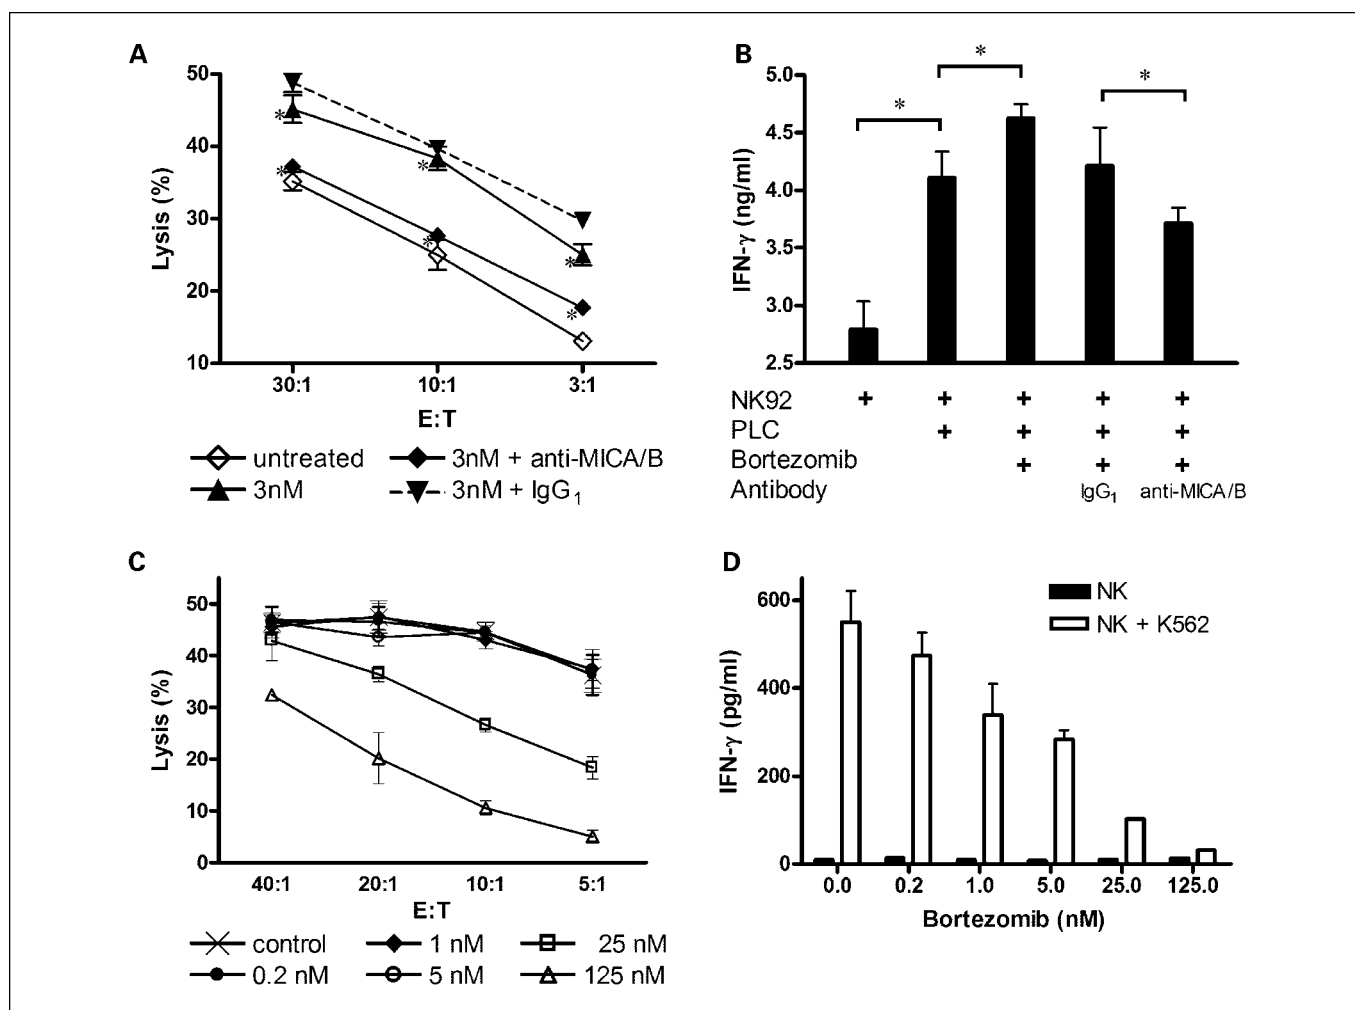 A
50
40
30
20
10
Lysis (%)
30:1 10:1 3:1
E:T
untreated 3nM + anti-MICA/B
3nM 3nM + IgG1
B
* * *
5.0
4.5
4.0
3.5
3.0
2.5
IFN-γ (ng/ml)
NK92 + + + + +
PLC + + + +
Bortezomib + + +
Antibody IgG1 anti-MICA/B
C
50
40
30
20
10
0
Lysis (%)
40:1 20:1 10:1 5:1
E:T
control 1 nM 25 nM
0.2 nM 5 nM 125 nM
D
600
400
200
0
IFN-γ (pg/ml)
NK
NK + K562
0.0 0.2 1.0 5.0 25.0 125.0
Bortezomib (nM)